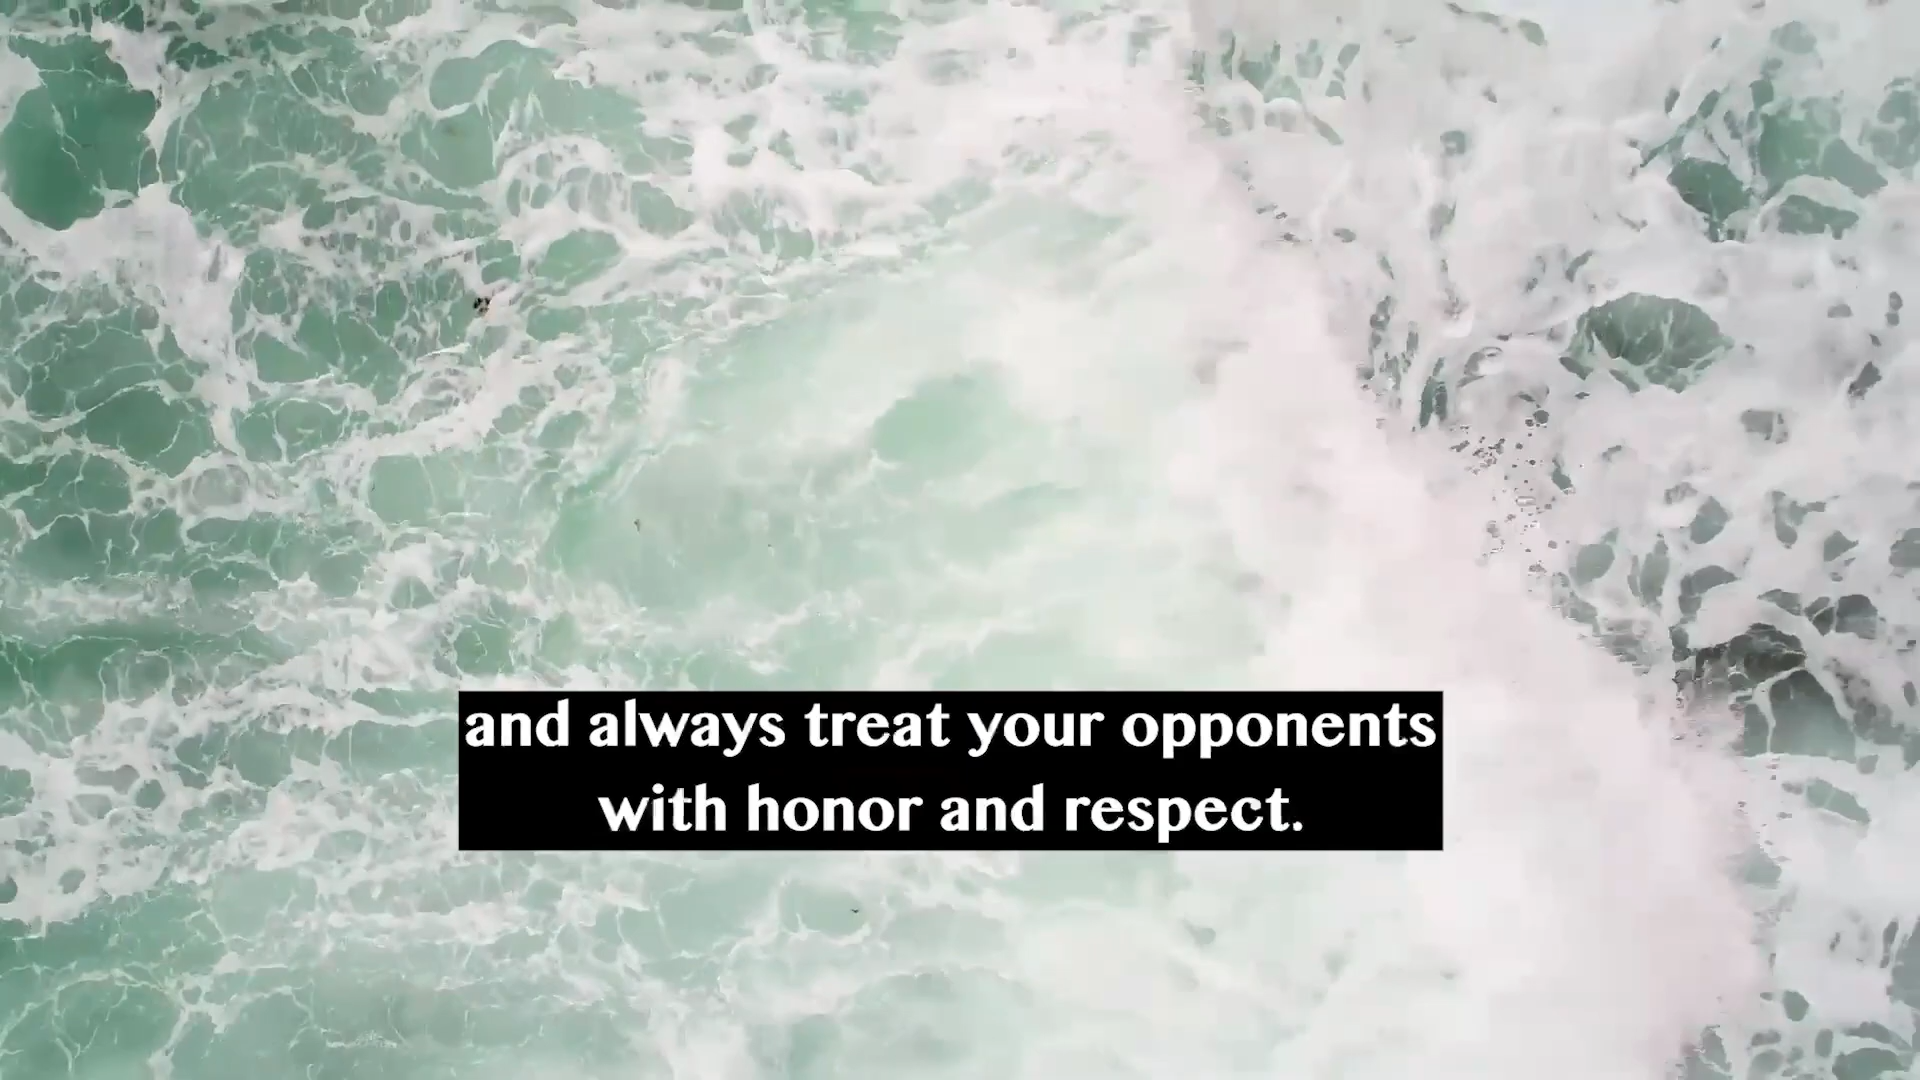 and always treat your opponents
with honor and respect.